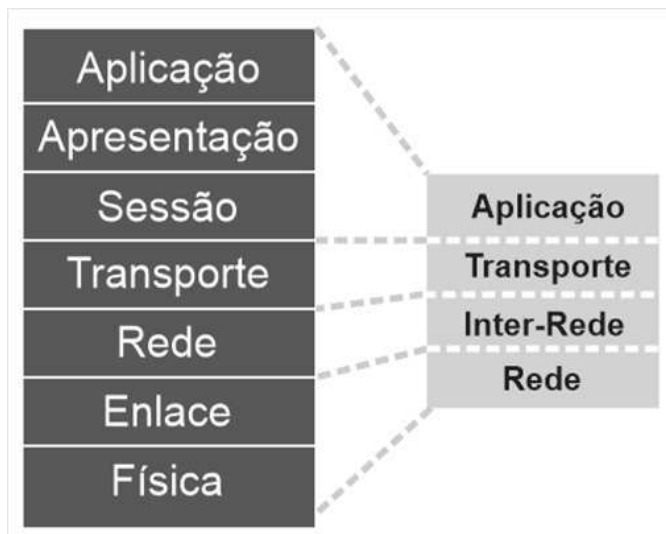 Aplicação
Apresentação
Sessão
Transporte
Rede
Enlace
Física
Aplicação
Transporte
Inter-Rede
Rede